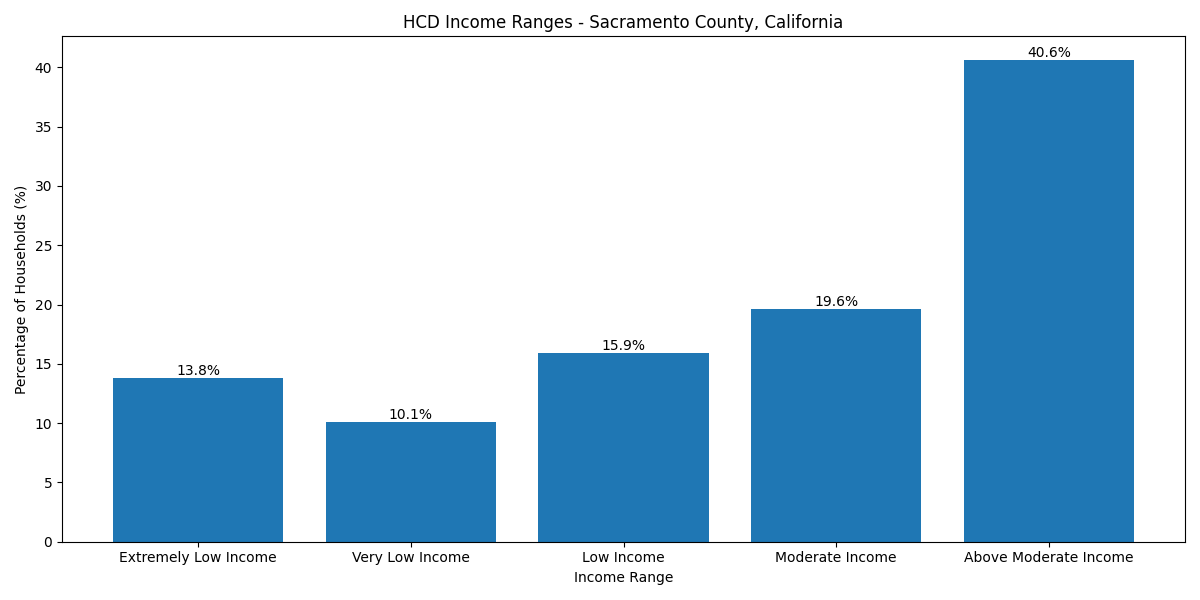 HCD Income Ranges - Sacramento County, California
Percentage of Households (%)
40
35
30
25
20
15
10
5
0
13.8%
10.1%
15.9%
19.6%
40.6%
Extremely Low Income
Very Low Income
Low Income
Moderate Income
Above Moderate Income
Income Range